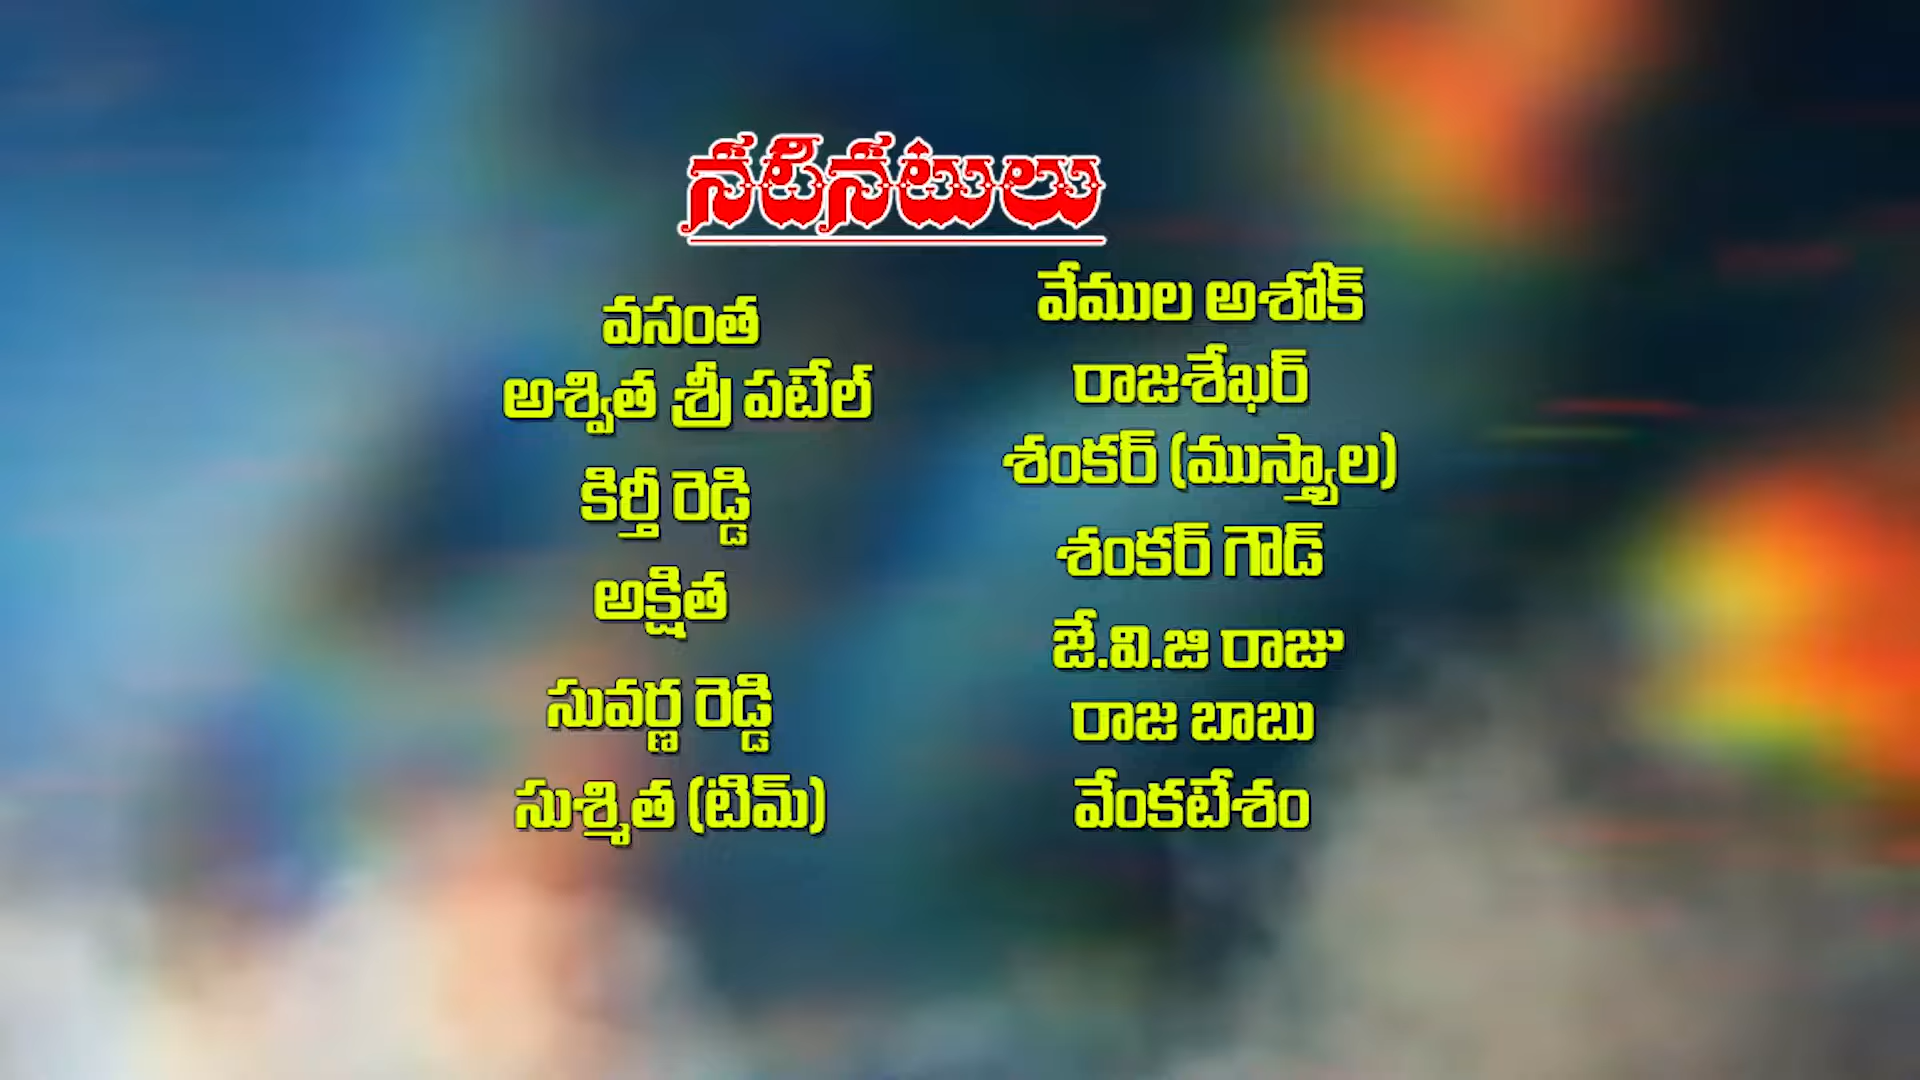 నటీనటులు
వసంత
అశ్విత శ్రీ పటేల్
కిర్తీ రెడ్డి
అక్షిత
సువర్ణ రెడ్డి
సుశ్మిత (టిమ్)
వేముల అశోక్
రాజశేఖర్
శంకర్ (ముస్త్యాల)
శంకర్ గౌడ్
జే.వి.జి రాజు
రాజ బాబు
వేంకటేశం